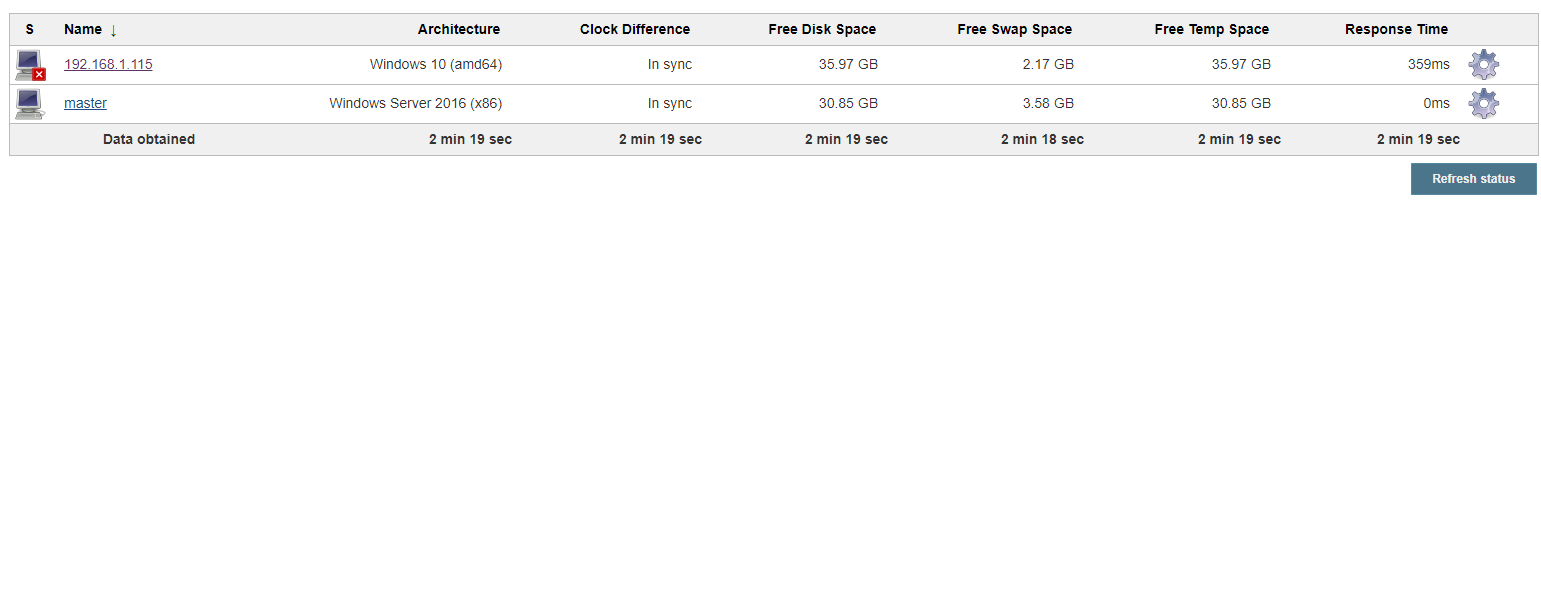 S Name ↓ Architecture Clock Difference Free Disk Space Free Swap Space Free Temp Space Response Time
192.168.1.115 Windows 10 (amd64) In sync 35.97 GB 2.17 GB 35.97 GB 359ms
master Windows Server 2016 (x86) In sync 30.85 GB 3.58 GB 30.85 GB 0ms
Data obtained 2 min 19 sec 2 min 19 sec 2 min 19 sec 2 min 18 sec 2 min 19 sec 2 min 19 sec
Refresh status